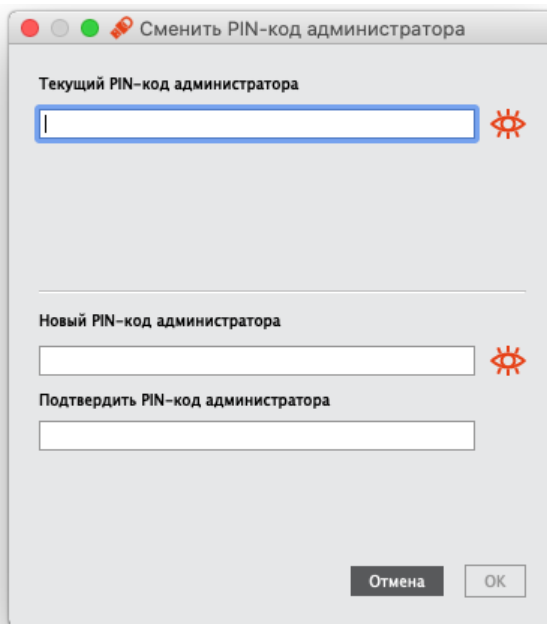 Сменить PIN-код администратора
Текущий PIN-код администратора
Новый PIN-код администратора
Подтвердить PIN-код администратора
Отмена OK